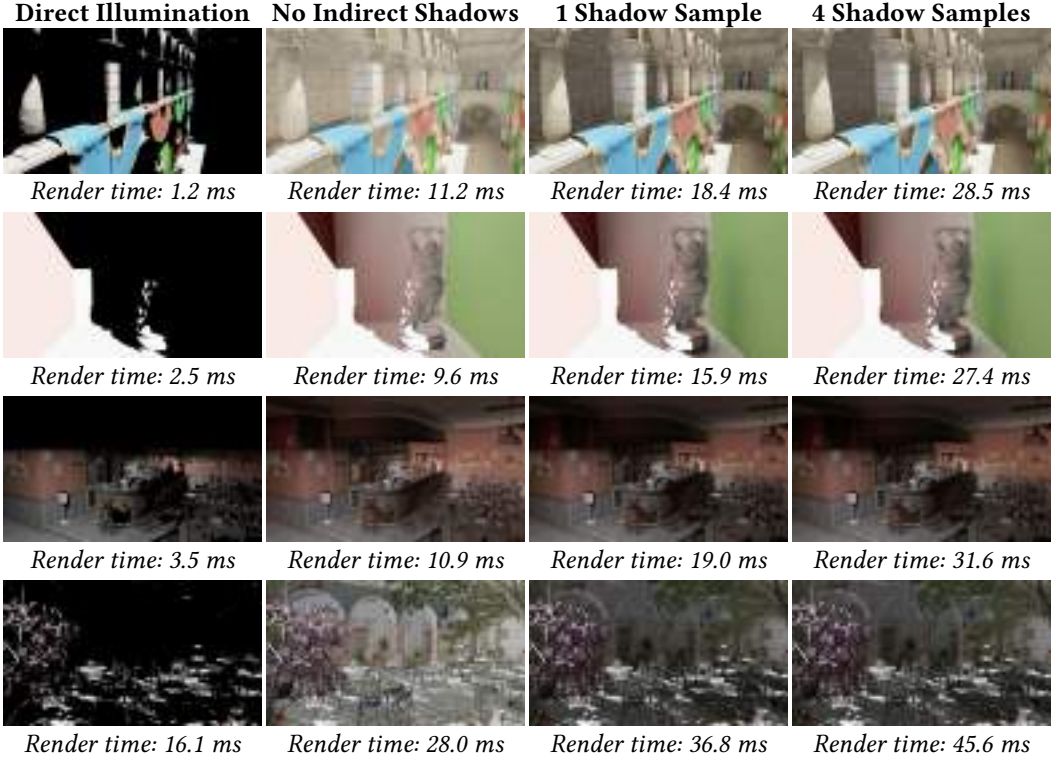 Direct Illumination No Indirect Shadows 1 Shadow Sample 4 Shadow Samples
Render time: 1.2 ms Render time: 11.2 ms Render time: 18.4 ms Render time: 28.5 ms
Render time: 2.5 ms Render time: 9.6 ms Render time: 15.9 ms Render time: 27.4 ms
Render time: 3.5 ms Render time: 10.9 ms Render time: 19.0 ms Render time: 31.6 ms
Render time: 16.1 ms Render time: 28.0 ms Render time: 36.8 ms Render time: 45.6 ms